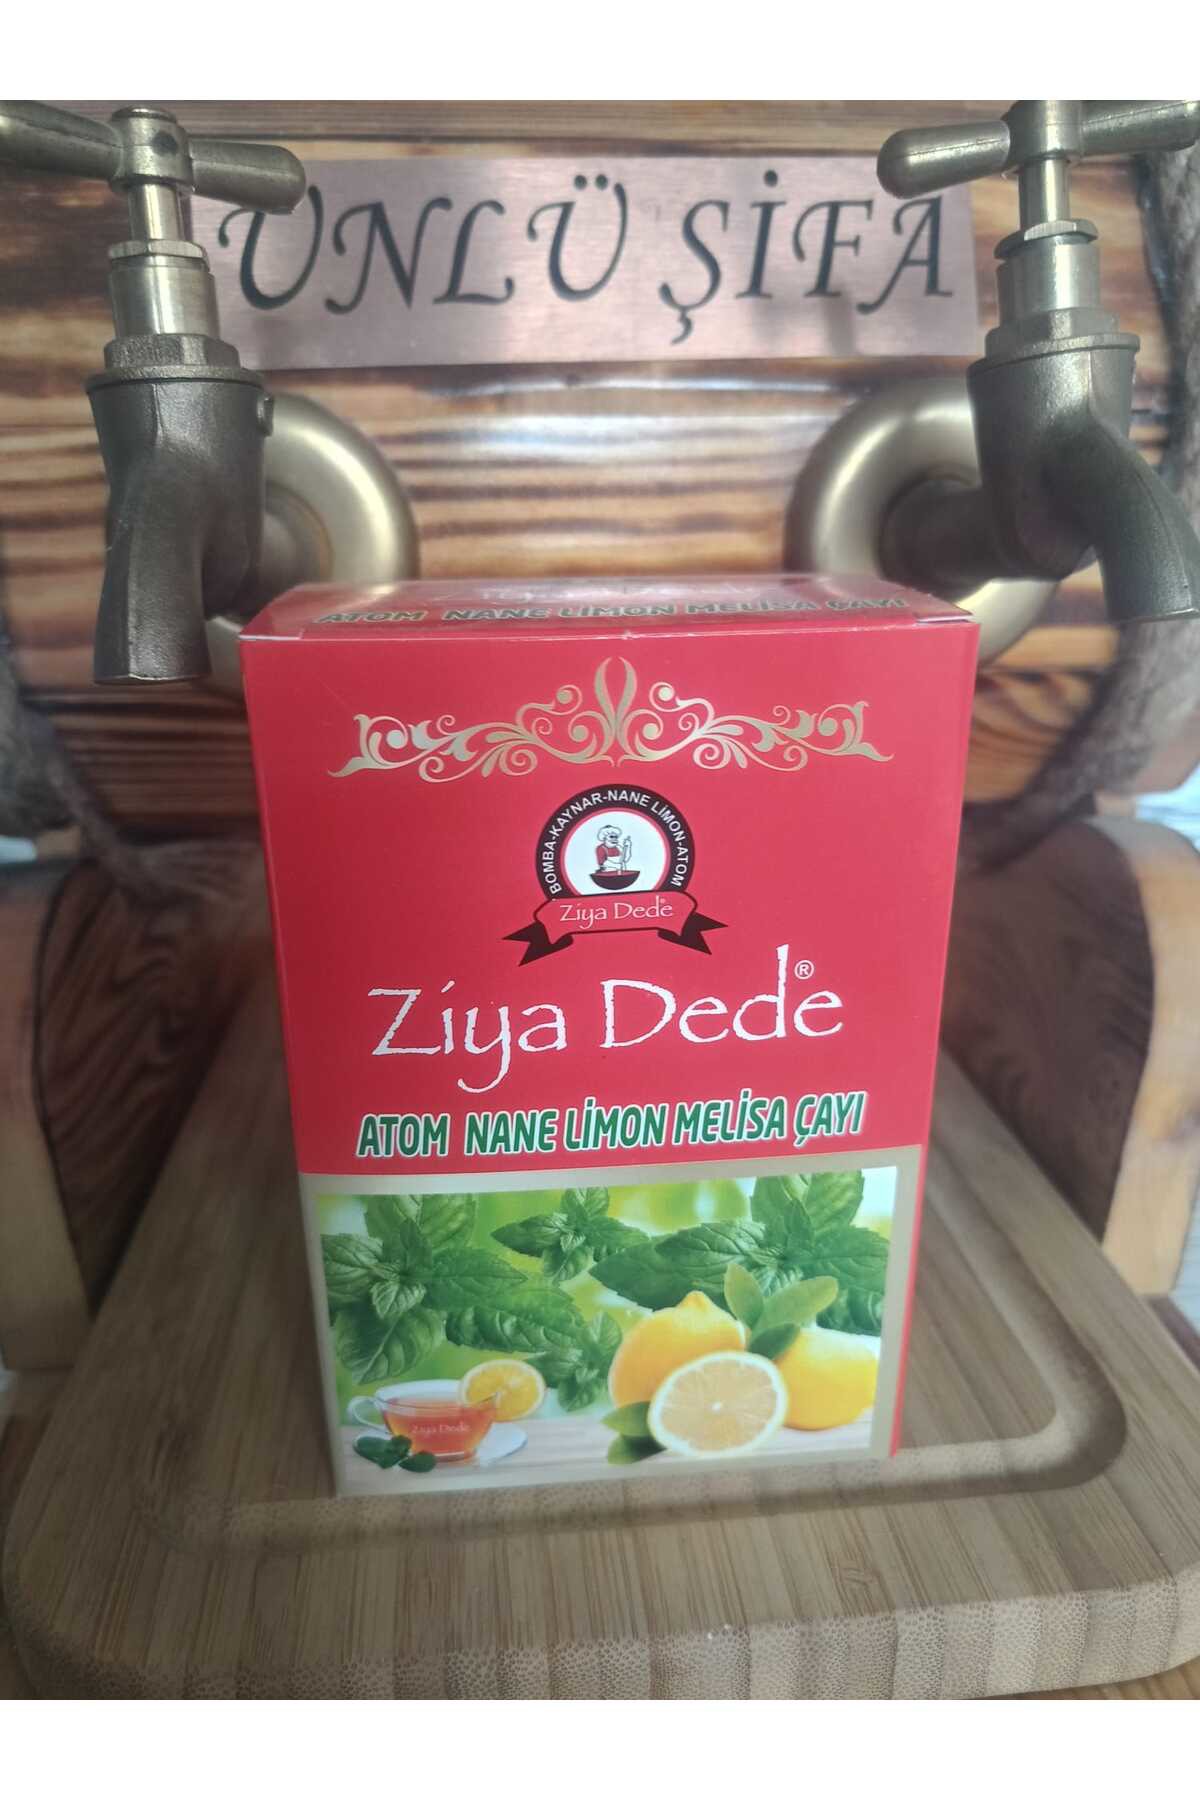 ÜNLÜ ŞİFA
ATOM NANE LİMON MELİSA ÇAYI
BOMBA-KAYNAR-NANE LİMON-ATOM
Ziya Dede®
Ziya Dede®
ATOM NANE LİMON MELİSA ÇAYI
Ziya Dede